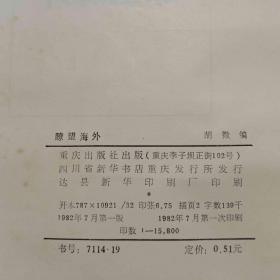 瞭望海外 胡微 编
重庆出版社出版(重庆李子坝正街102号)
四川省新华书店重庆发行所发行
达县新华印刷厂印刷
*
开本787×10921/32 印张6.75 插页2 字数139千
1982年7月第一版 1982年7月第一次印刷
印数1—15,800
书号:7114·19 定价:0.51元